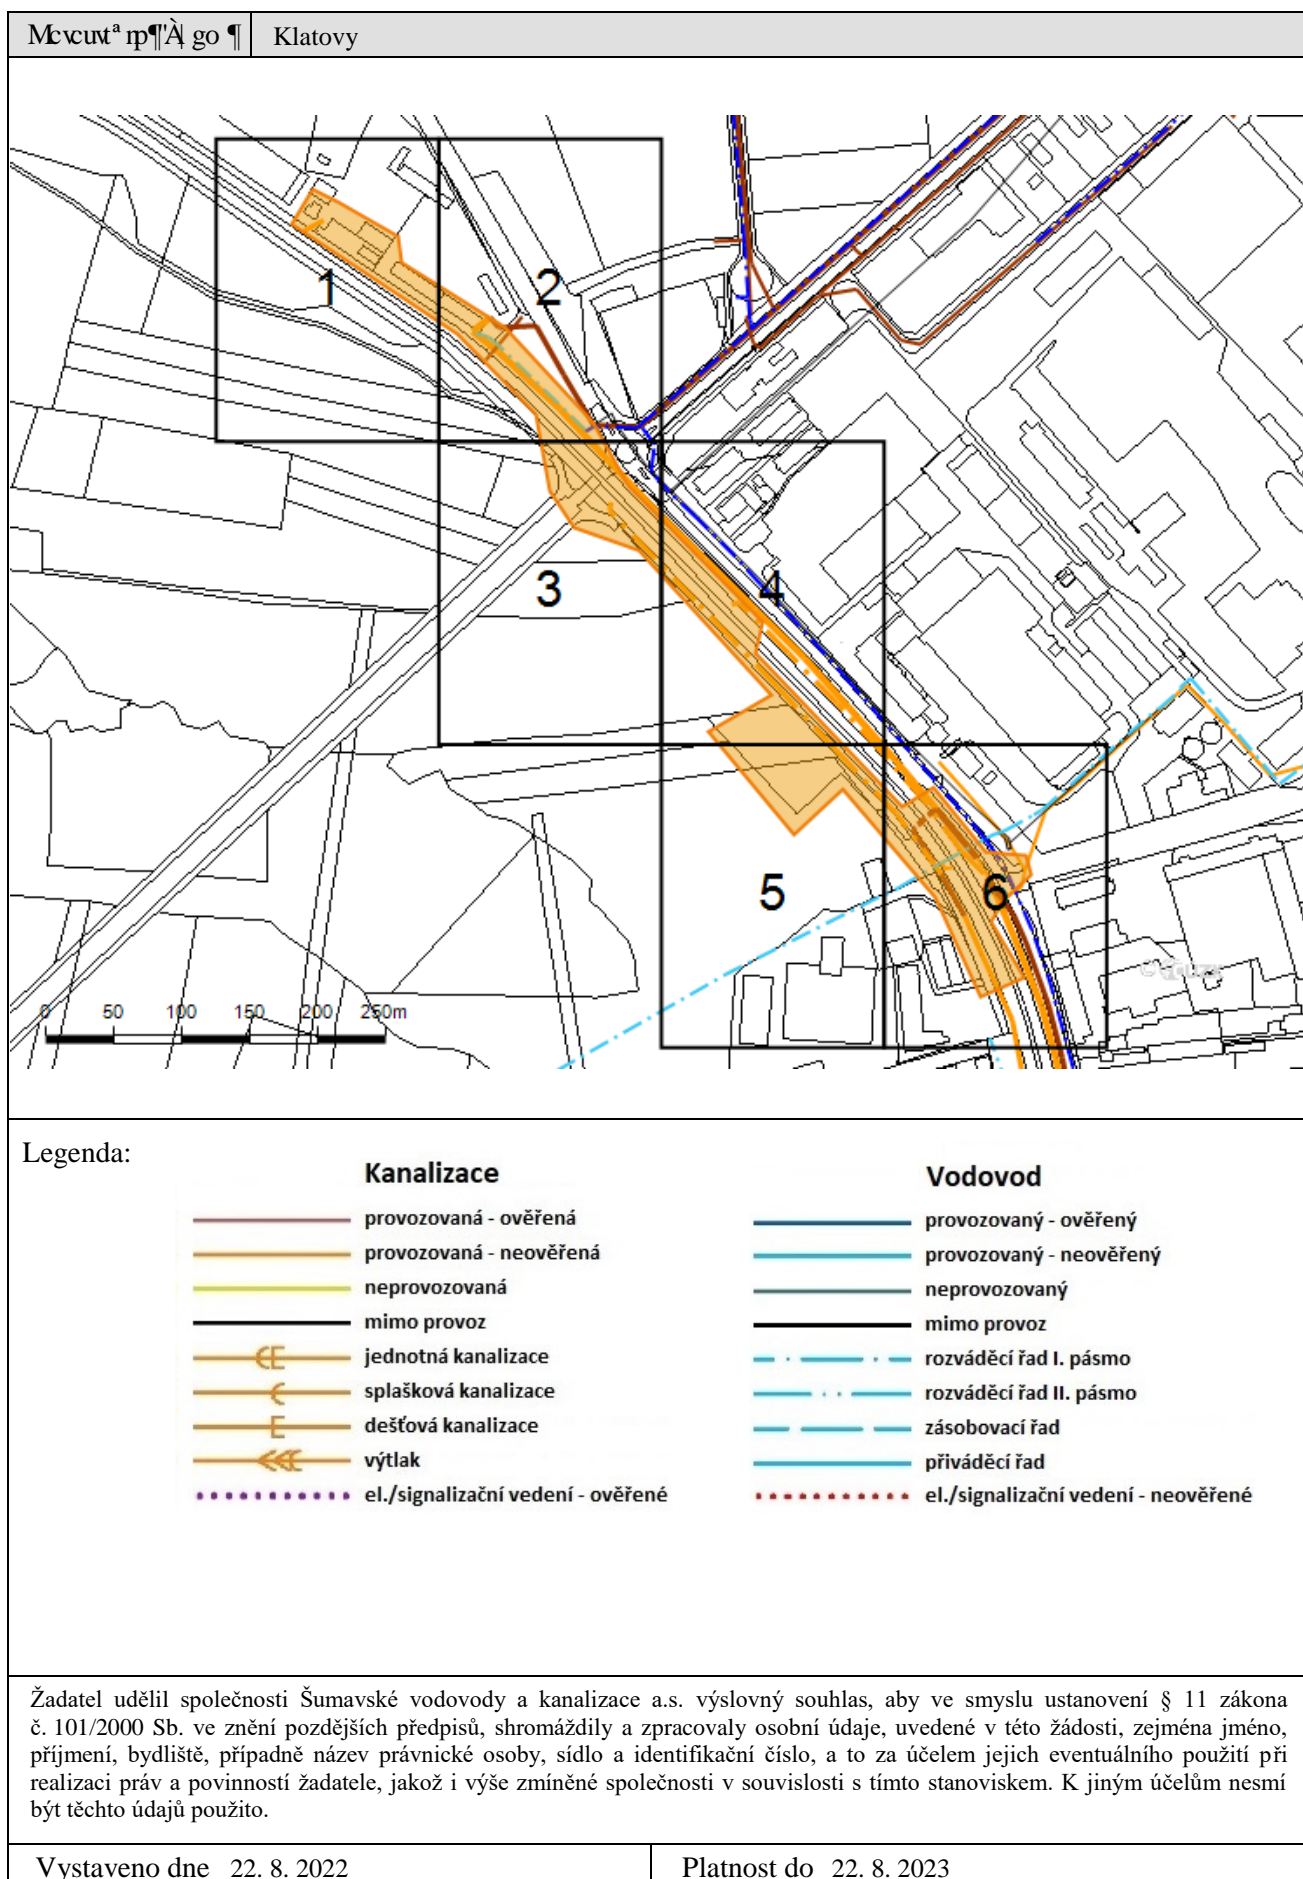 Klatovy
1
2
3
4
5
6
0 50 100 150 200 250m
Legenda:
Kanalizace
provozovaná - ověřená
provozovaná - neověřená
neprovozovaná
mimo provoz
jednotná kanalizace
splašková kanalizace
dešťová kanalizace
výtlak
el./signalizační vedení - ověřené
Vodovod
provozovaný - ověřený
provozovaný - neověřený
neprovozovaný
mimo provoz
rozváděcí řad I. pásmo
rozváděcí řad II. pásmo
zásobovací řad
přiváděcí řad
el./signalizační vedení - neověřené
Žadatel udělil společnosti Šumavské vodovody a kanalizace a.s. výslovný souhlas, aby ve smyslu ustanovení § 11 zákona
č. 101/2000 Sb. ve znění pozdějších předpisů, shromáždily a zpracovaly osobní údaje, uvedené v této žádosti, zejména jméno,
příjmení, bydliště, případně název právnické osoby, sídlo a identifikační číslo, a to za účelem jejich eventuálního použití při
realizaci práv a povinností žadatele, jakož i výše zmíněné společnosti v souvislosti s tímto stanoviskem. K jiným účelům nesmí
být těchto údajů použito.
Vystaveno dne 22. 8. 2022
Platnost do 22. 8. 2023